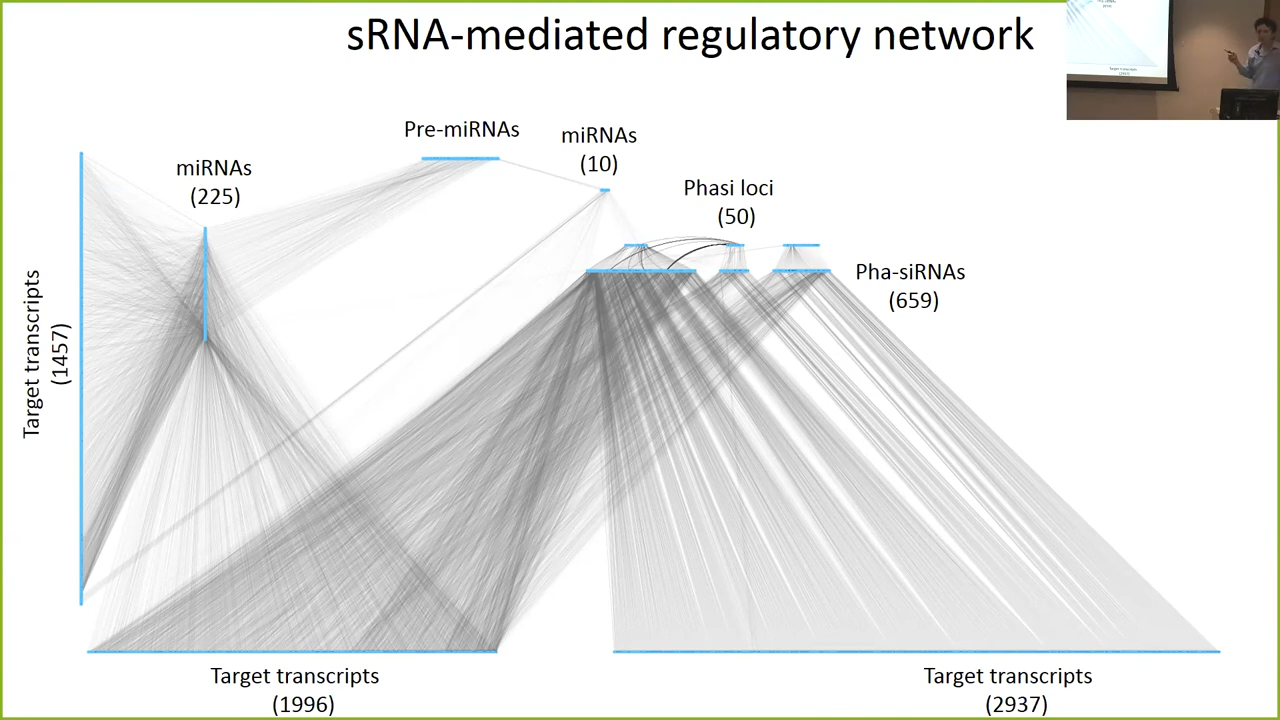 sRNA-mediated regulatory network
Pre-miRNAs
miRNAs
(10)
miRNAs
(225)
Phasi loci
(50)
Pha-siRNAs
(659)
Target transcripts
(1457)
Target transcripts
(1996)
Target transcripts
(2937)